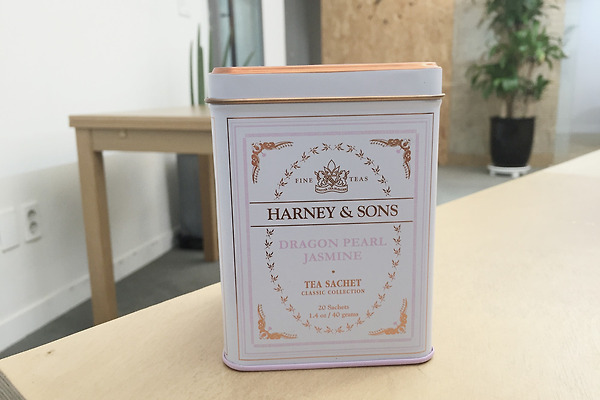 FINE TEAS
HARNEY & SONS
DRAGON PEARL
JASMINE
TEA SACHET
CLASSIC COLLECTION
20 Sachets
1.4 oz / 40 grams